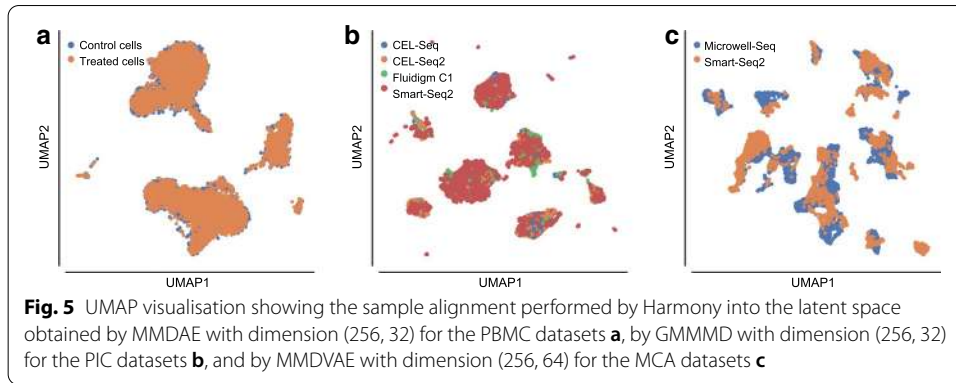 a
Control cells
Treated cells
UMAP2
UMAP1
b
CEL-Seq
CEL-Seq2
Fluidigm C1
Smart-Seq2
UMAP2
UMAP1
c
Microwell-Seq
Smart-Seq2
UMAP2
UMAP1
Fig. 5 UMAP visualisation showing the sample alignment performed by Harmony into the latent space
obtained by MMDAE with dimension (256, 32) for the PBMC datasets a, by GMMMD with dimension (256, 32)
for the PIC datasets b, and by MMDVAE with dimension (256, 64) for the MCA datasets c